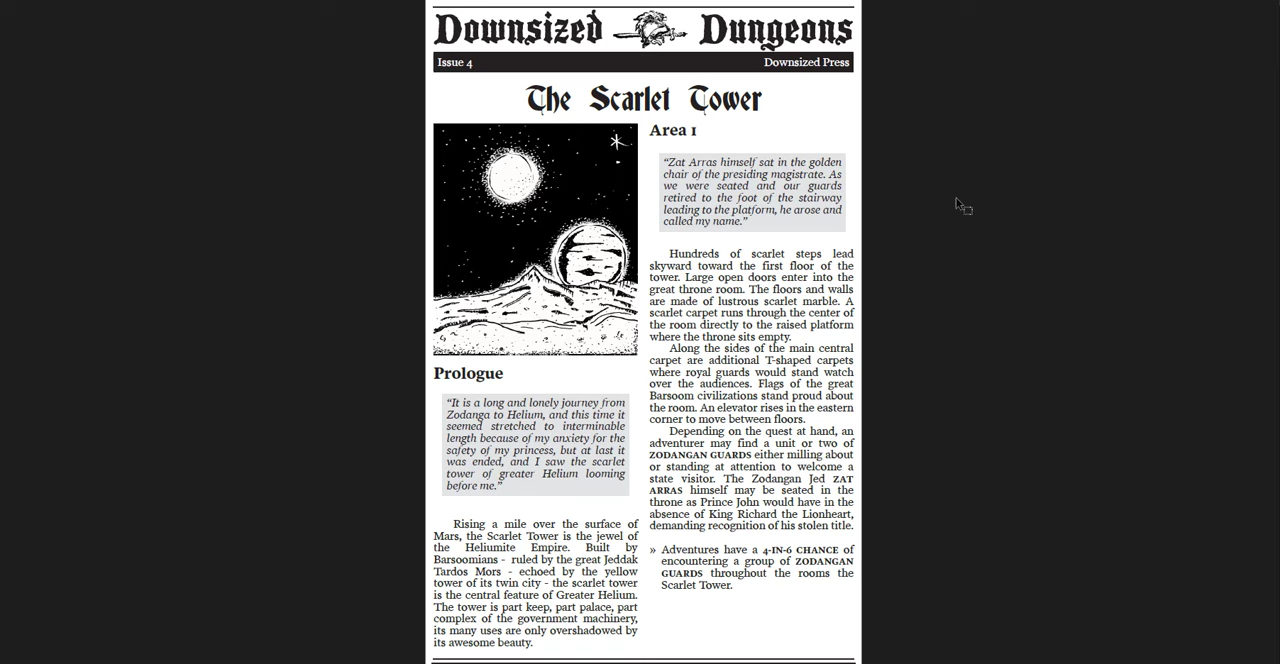 Downsized Dungeons
Issue 4
Downsized Press
The Scarlet Tower
Prologue
“It is a long and lonely journey from
Zodanga to Helium, and this time it
seemed stretched to interminable
length because of my anxiety for the
safety of my princess, but at last it
was ended, and I saw the scarlet
tower of greater Helium looming
before me.”
Rising a mile over the surface of
Mars, the Scarlet Tower is the jewel of
the Heliumite Empire. Built by
Barsoomians - ruled by the great Jeddak
Tardos Mors - echoed by the yellow
tower of its twin city - the scarlet tower
is the central feature of Greater Helium.
The tower is part keep, part palace, part
complex of the government machinery,
its many uses are only overshadowed by
its awesome beauty.
Area 1
“Zat Arras himself sat in the golden
chair of the presiding magistrate. As
we were seated and our guards
retired to the foot of the stairway
leading to the platform, he arose and
called my name.”
Hundreds of scarlet steps lead
skyward toward the first floor of the
tower. Large open doors enter into the
great throne room. The floors and walls
are made of lustrous scarlet marble. A
scarlet carpet runs through the center of
the room directly to the raised platform
where the throne sits empty.
Along the sides of the main central
carpet are additional T-shaped carpets
where royal guards would stand watch
over the audiences. Flags of the great
Barsoom civilizations stand proud about
the room. An elevator rises in the eastern
corner to move between floors.
Depending on the quest at hand, an
adventurer may find a unit or two of
ZODANGAN GUARDS either milling about
or standing at attention to welcome a
state visitor. The Zodangan Jed ZAT
ARRAS himself may be seated in the
throne as Prince John would have in the
absence of King Richard the Lionheart,
demanding recognition of his stolen title.
» Adventures have a 4-IN-6 CHANCE of
encountering a group of ZODANGAN
GUARDS throughout the rooms the
Scarlet Tower.